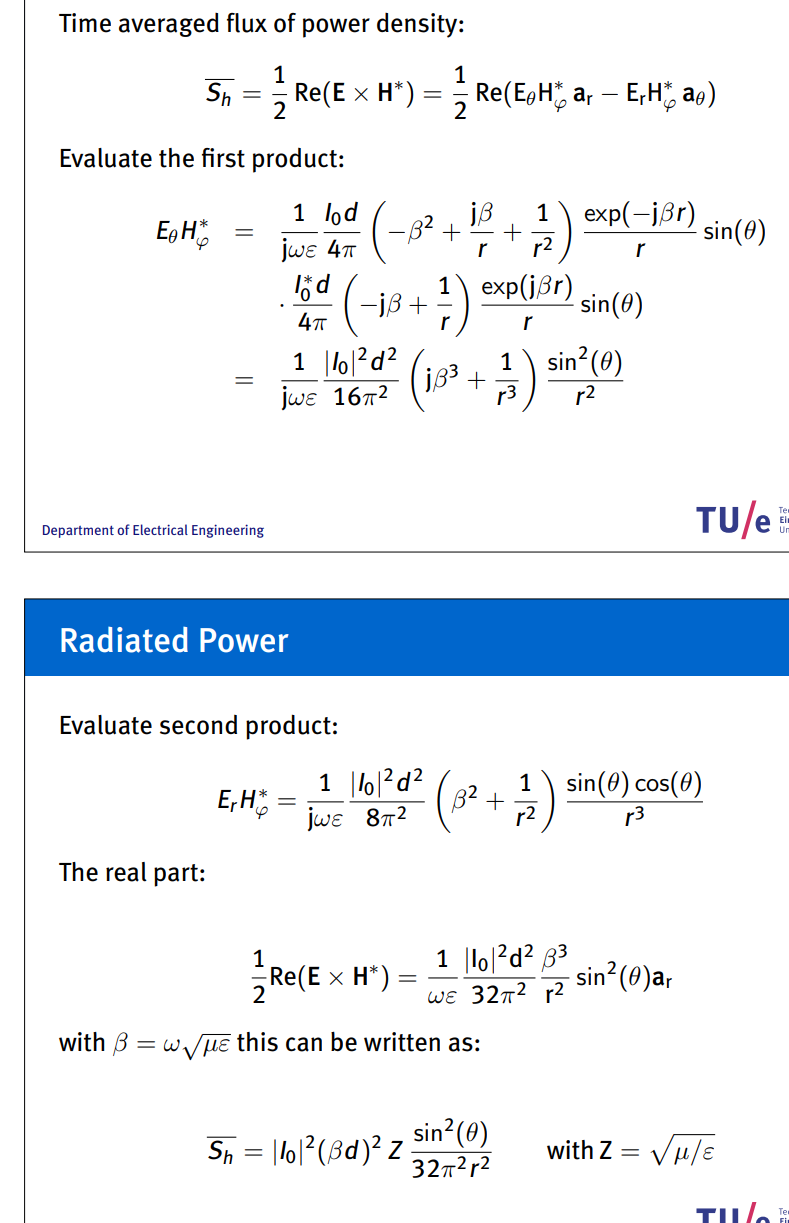 Time averaged flux of power density:
$\overline{S_h} = \frac{1}{2} \text{Re}(\mathbf{E} \times \mathbf{H}^*) = \frac{1}{2} \text{Re}(E_\theta H_\varphi^* \mathbf{a_r} - E_r H_\varphi^* \mathbf{a_\theta})$
Evaluate the first product:
$E_\theta H_\varphi^* = \frac{1}{j\omega\varepsilon} \frac{I_0 d}{4\pi} \left( -\beta^2 + \frac{j\beta}{r} + \frac{1}{r^2} \right) \frac{\exp(-j\beta r)}{r} \sin(\theta)$
$\cdot \frac{I_0^* d}{4\pi} \left( -j\beta + \frac{1}{r} \right) \frac{\exp(j\beta r)}{r} \sin(\theta)$
$= \frac{1}{j\omega\varepsilon} \frac{|I_0|^2 d^2}{16\pi^2} \left( j\beta^3 + \frac{1}{r^3} \right) \frac{\sin^2(\theta)}{r^2}$
Department of Electrical Engineering
TU/e
Radiated Power
Evaluate second product:
$E_r H_\varphi^* = \frac{1}{j\omega\varepsilon} \frac{|I_0|^2 d^2}{8\pi^2} \left( \beta^2 + \frac{1}{r^2} \right) \frac{\sin(\theta) \cos(\theta)}{r^3}$
The real part:
$\frac{1}{2} \text{Re}(\mathbf{E} \times \mathbf{H}^*) = \frac{1}{\omega\varepsilon} \frac{|I_0|^2 d^2}{32\pi^2} \frac{\beta^3}{r^2} \sin^2(\theta) \mathbf{a_r}$
with $\beta = \omega\sqrt{\mu\varepsilon}$ this can be written as:
$\overline{S_h} = |I_0|^2 (\beta d)^2 Z \frac{\sin^2(\theta)}{32\pi^2 r^2}$ with $Z = \sqrt{\mu/\varepsilon}$
TU/e